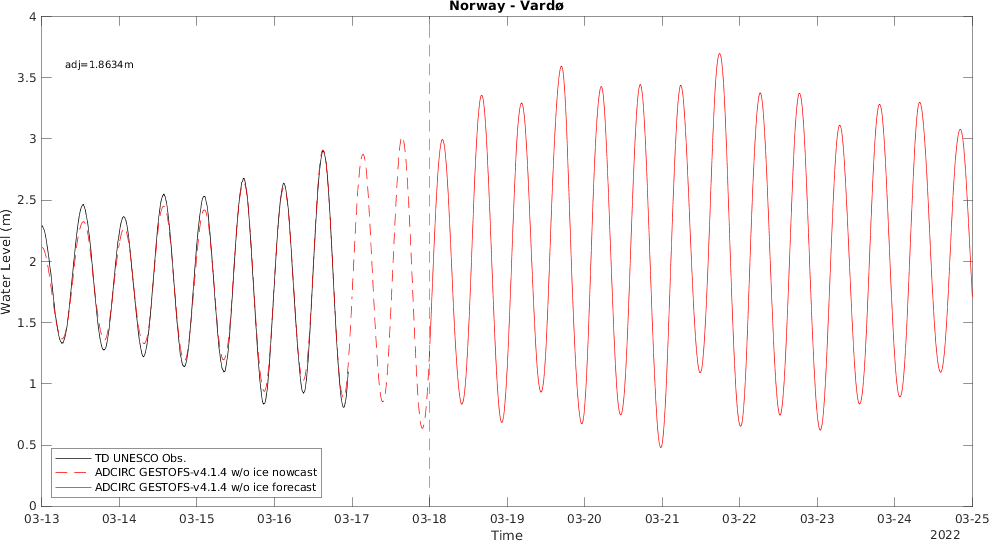 Norway - Vardø
4
adj=1.8634m
3.5
3
2.5
2
1.5
1
0.5
0
Water Level (m)
TD UNESCO Obs.
ADCIRC GESTOFS-v4.1.4 w/o ice nowcast
ADCIRC GESTOFS-v4.1.4 w/o ice forecast
03-13 03-14 03-15 03-16 03-17 03-18 03-19 03-20 03-21 03-22 03-23 03-24 03-25
Time
2022